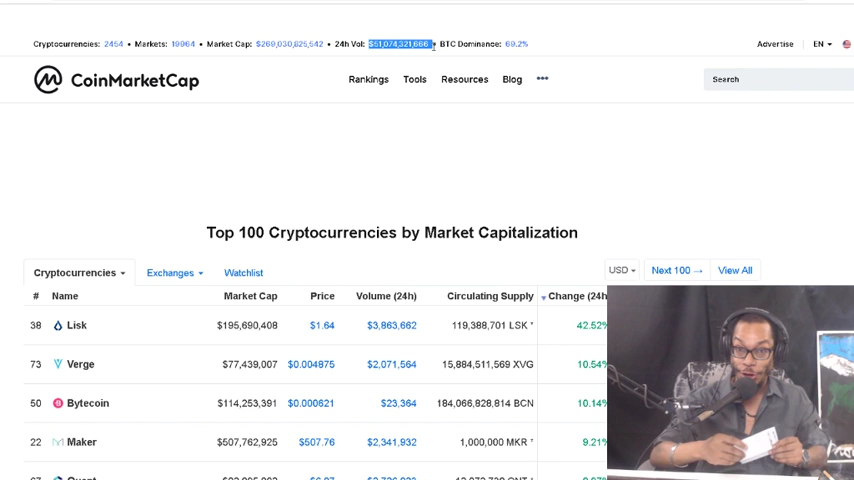 Cryptocurrencies: 2454 • Markets: 19964 • Market Cap: $269,030,825,542 • 24h Vol: $51,074,321,666 • BTC Dominance: 69.2% Advertise EN
CoinMarketCap Rankings Tools Resources Blog ••• Search
Top 100 Cryptocurrencies by Market Capitalization
Cryptocurrencies Exchanges Watchlist USD Next 100 → View All
# Name Market Cap Price Volume (24h) Circulating Supply Change (24h
38 Lisk $195,690,408 $1.64 $3,863,662 119,388,701 LSK * 42.52%
73 Verge $77,439,007 $0.004875 $2,071,564 15,884,511,569 XVG 10.54%
50 Bytecoin $114,253,391 $0.000621 $23,364 184,066,828,814 BCN 10.14%
22 Maker $507,762,925 $507.76 $2,341,932 1,000,000 MKR * 9.21%